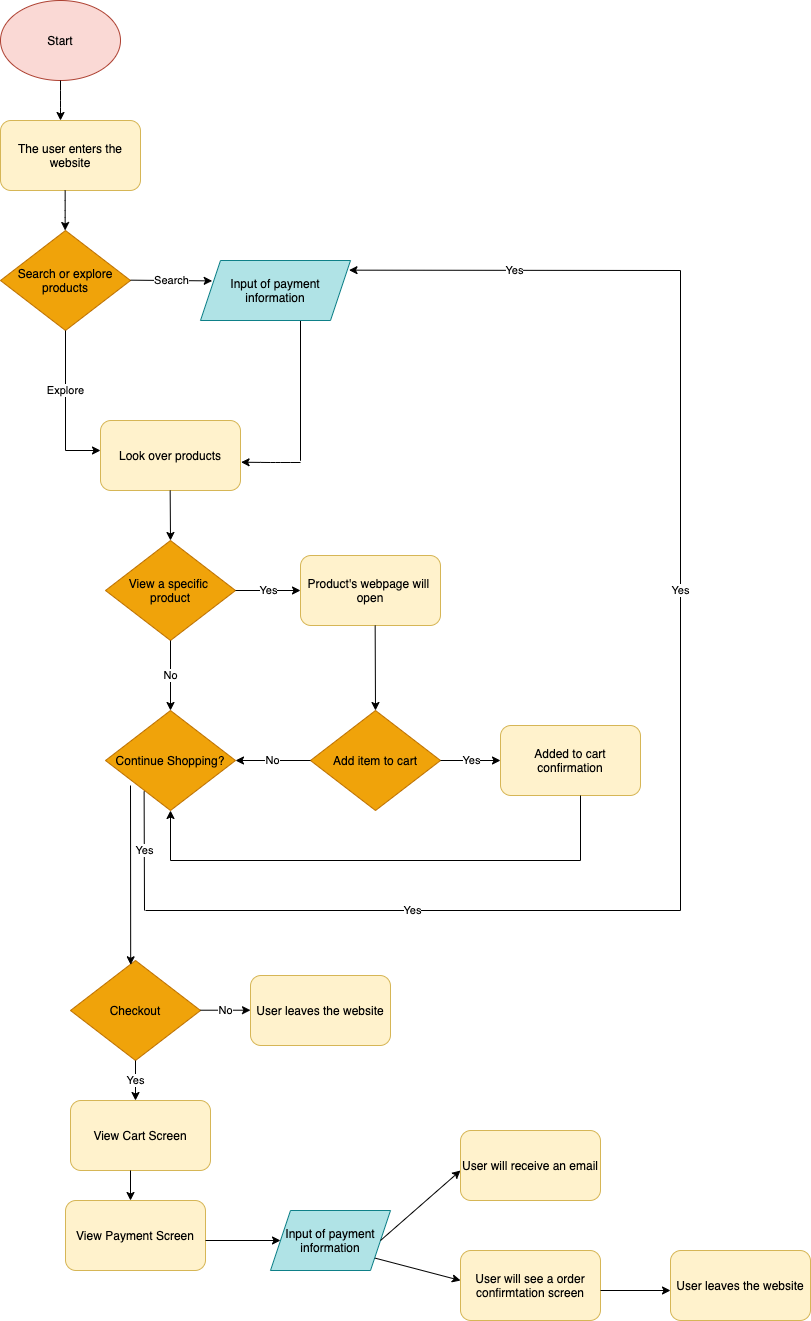 Start
The user enters the
website
Search or explore
products
Search
Input of payment
information
Yes
Explore
Look over products
View a specific
product
Yes
Product's webpage will
open
Yes
No
Continue Shopping?
No
Add item to cart
Yes
Added to cart
confirmation
Yes
Yes
Checkout
No
User leaves the website
Yes
View Cart Screen
User will receive an email
View Payment Screen
Input of payment
information
User will see a order
confirmtation screen
User leaves the website